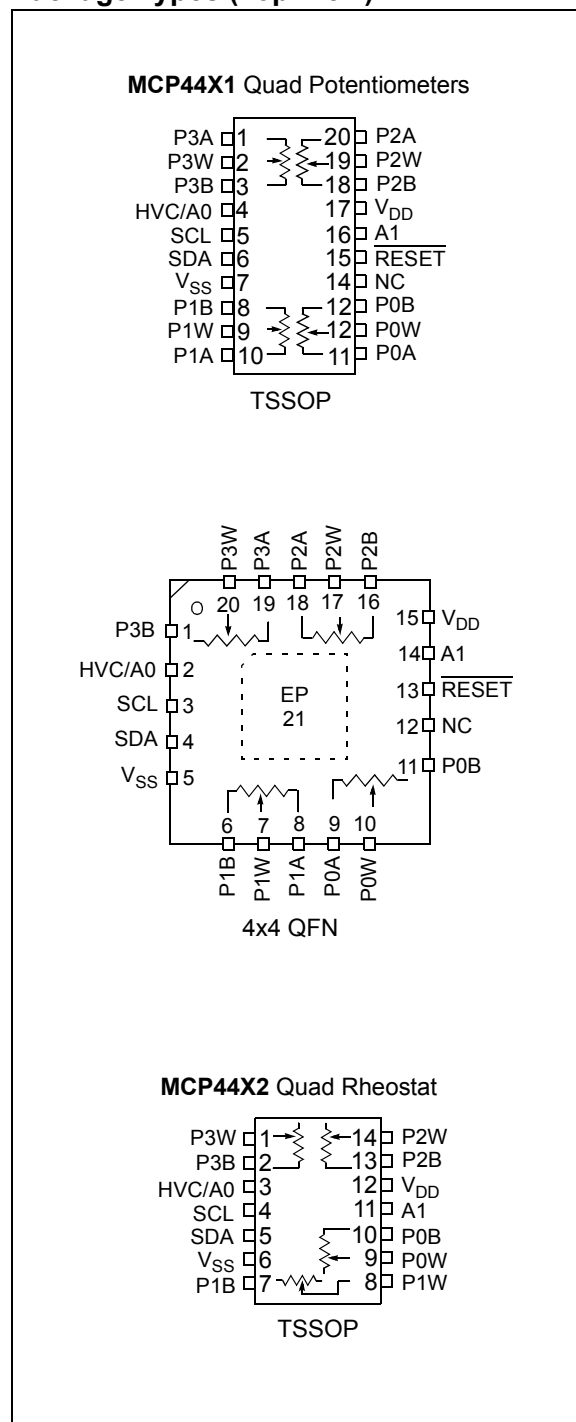 MCP44X1 Quad Potentiometers
P3A 1 20 P2A
P3W 2 19 P2W
P3B 3 18 P2B
HVC/A0 4 17 VDD
SCL 5 16 A1
SDA 6 15 RESET
VSS 7 14 NC
P1B 8 12 P0B
P1W 9 12 P0W
P1A 10 11 P0A
TSSOP
P3W P3A P2A P2W P2B
20 19 18 17 16
P3B 1 15 VDD
HVC/A0 2 14 A1
SCL 3 13 RESET
SDA 4 12 NC
VSS 5 11 P0B
EP
21
6 7 8 9 10
P1B P1W P1A P0A P0W
4x4 QFN
MCP44X2 Quad Rheostat
P3W 1 14 P2W
P3B 2 13 P2B
HVC/A0 3 12 VDD
SCL 4 11 A1
SDA 5 10 P0B
VSS 6 9 P0W
P1B 7 8 P1W
TSSOP